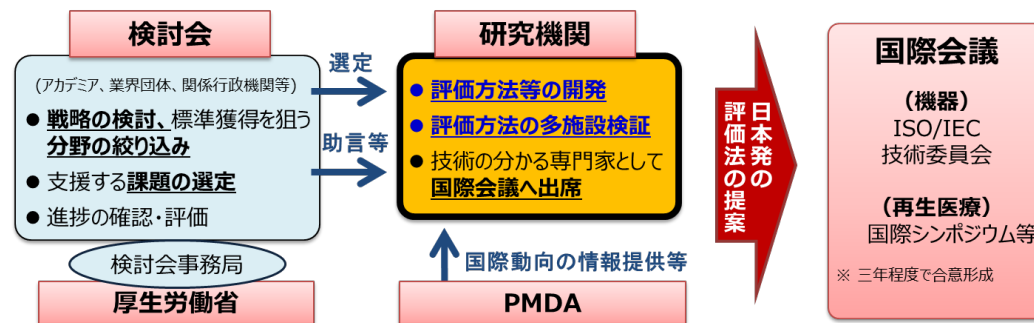 検討会
(アカデミア、業界団体、関係行政機関等)
● 戦略の検討、標準獲得を狙う
分野の絞り込み
● 支援する課題の選定
● 進捗の確認・評価
検討会事務局
厚生労働省
選定
助言等
研究機関
● 評価方法等の開発
● 評価方法の多施設検証
● 技術の分かる専門家として
国際会議へ出席
国際動向の情報提供等
PMDA
日本発の
評価法の提案
国際会議
（機器）
ISO/IEC
技術委員会
（再生医療）
国際シンポジウム等
※ 三年程度で合意形成